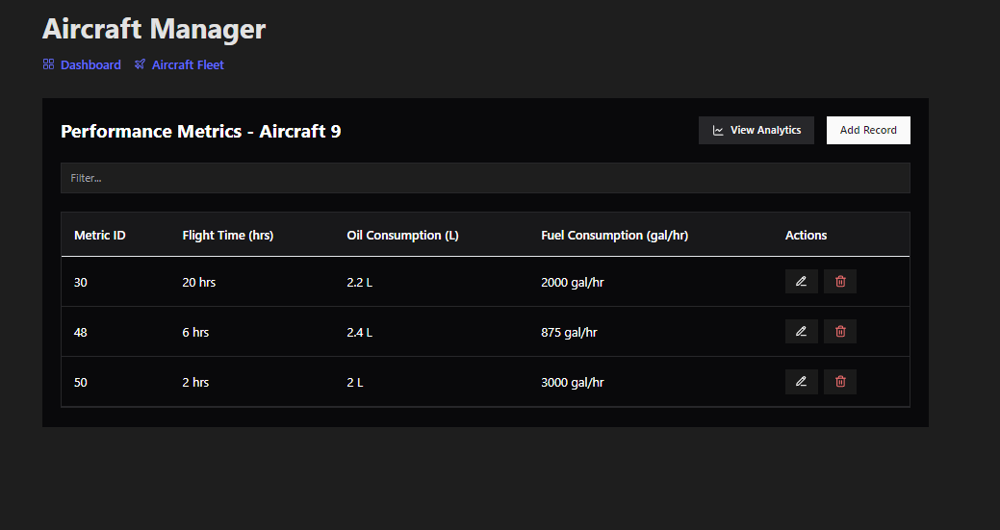 Aircraft Manager
Dashboard Aircraft Fleet
Performance Metrics - Aircraft 9 View Analytics Add Record
Filter...
Metric ID Flight Time (hrs) Oil Consumption (L) Fuel Consumption (gal/hr) Actions
30 20 hrs 2.2 L 2000 gal/hr
48 6 hrs 2.4 L 875 gal/hr
50 2 hrs 2 L 3000 gal/hr